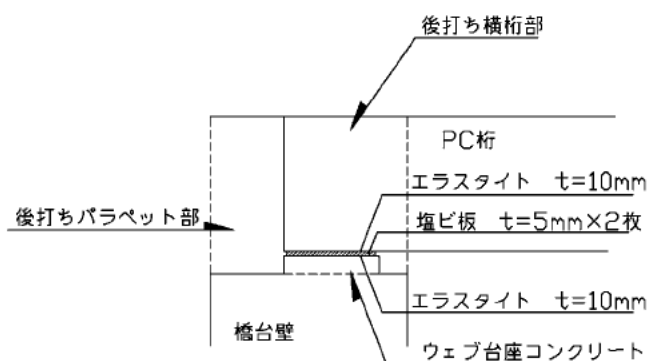 後打ち横桁部
PC桁
エラスタイト t=10mm
後打ちパラペット部
塩ビ板 t=5mm×2枚
エラスタイト t=10mm
橋台壁
ウェブ台座コンクリート